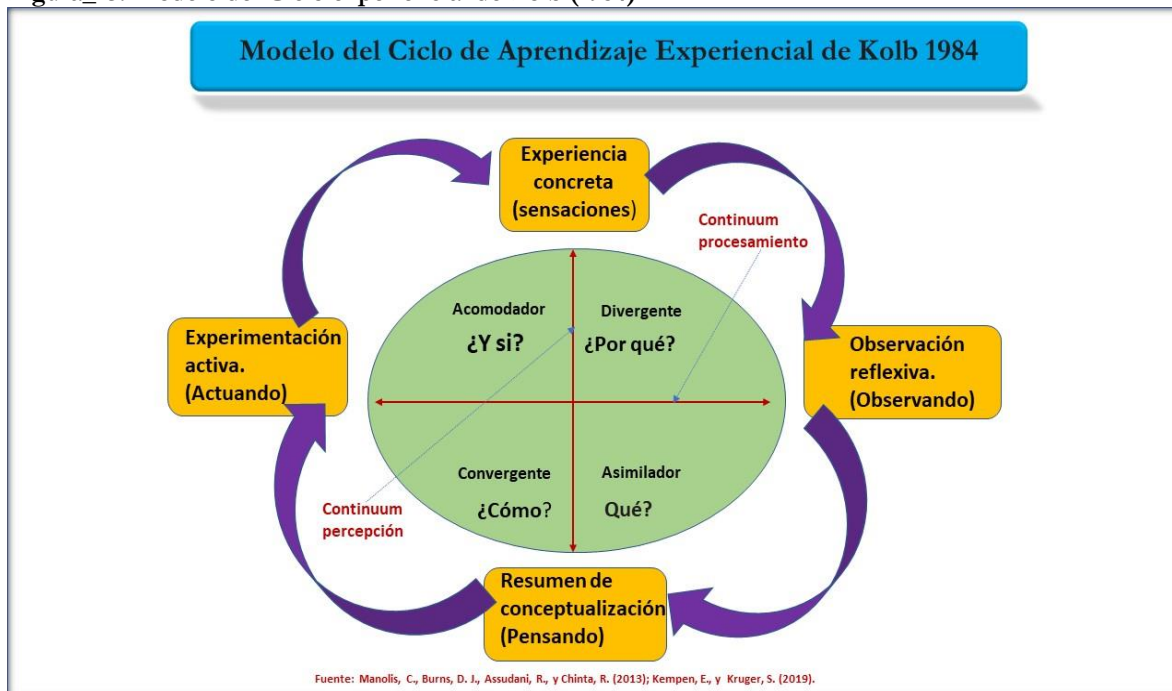 Modelo del Ciclo de Aprendizaje Experiencial de Kolb 1984
Experiencia
concreta
(sensaciones)
Continuum
procesamiento
Acomodador
¿Y si?
Divergente
¿Por qué?
Experimentación
activa.
(Actuando)
Observación
reflexiva.
(Observando)
Convergente
¿Cómo?
Asimilador
Qué?
Continuum
percepción
Resumen de
conceptualización
(Pensando)
Fuente: Manolis, C., Burns, D. J., Assudani, R., y Chinta, R. (2013); Kempen, E., y Kruger, S. (2019).